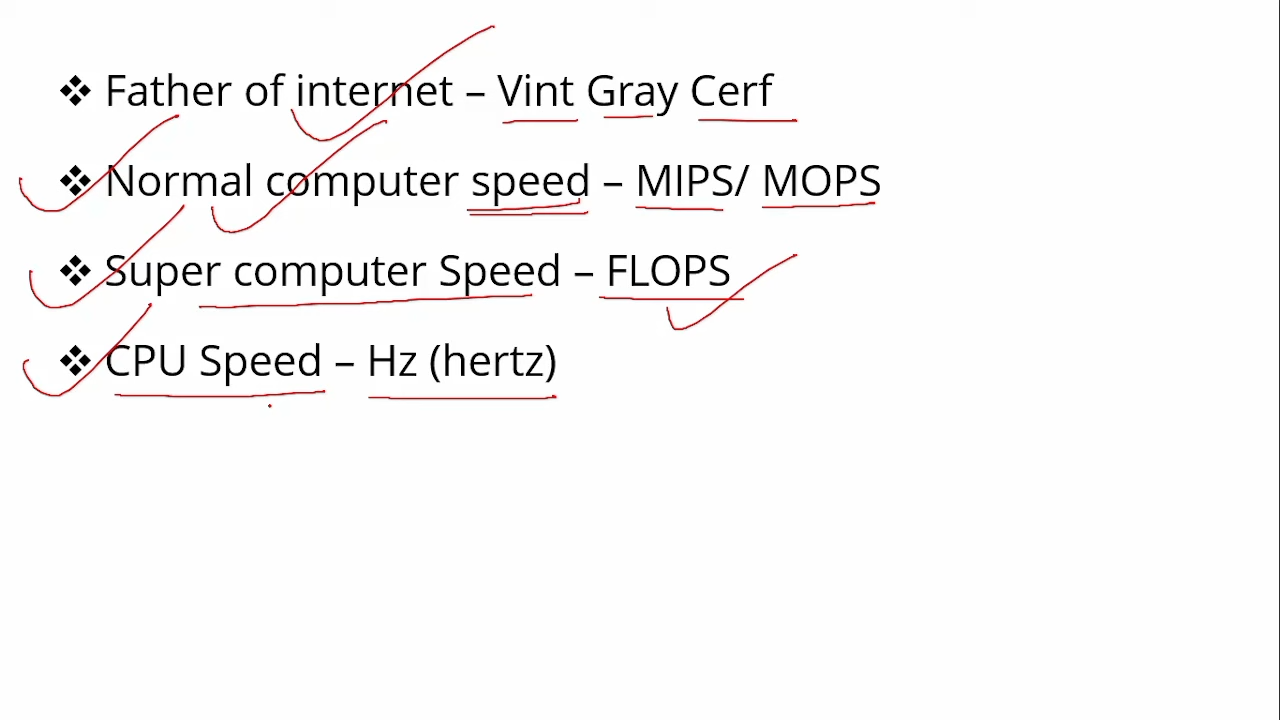 ❖ Father of internet – Vint Gray Cerf
❖ Normal computer speed – MIPS/ MOPS
❖ Super computer Speed – FLOPS
❖ CPU Speed – Hz (hertz)